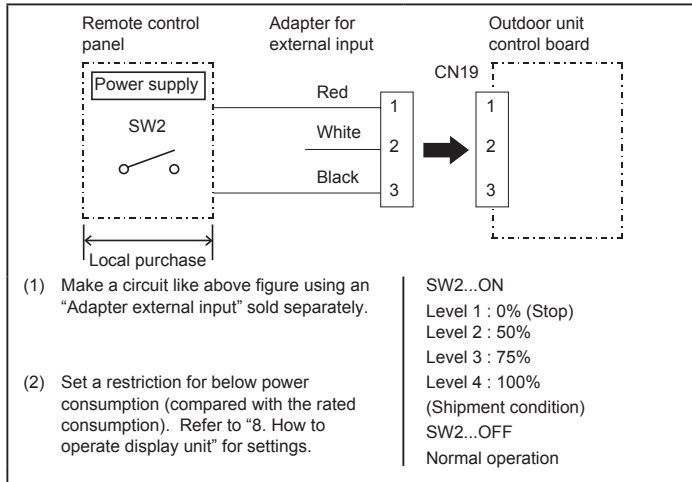 Remote control panel
Adapter for external input
Outdoor unit control board
CN19
Power supply
SW2
Red
White
Black
1
2
3
1
2
3
Local purchase
(1) Make a circuit like above figure using an
“Adapter external input” sold separately.
(2) Set a restriction for below power
consumption (compared with the rated
consumption). Refer to “8. How to
operate display unit” for settings.
SW2...ON
Level 1 : 0% (Stop)
Level 2 : 50%
Level 3 : 75%
Level 4 : 100%
(Shipment condition)
SW2...OFF
Normal operation